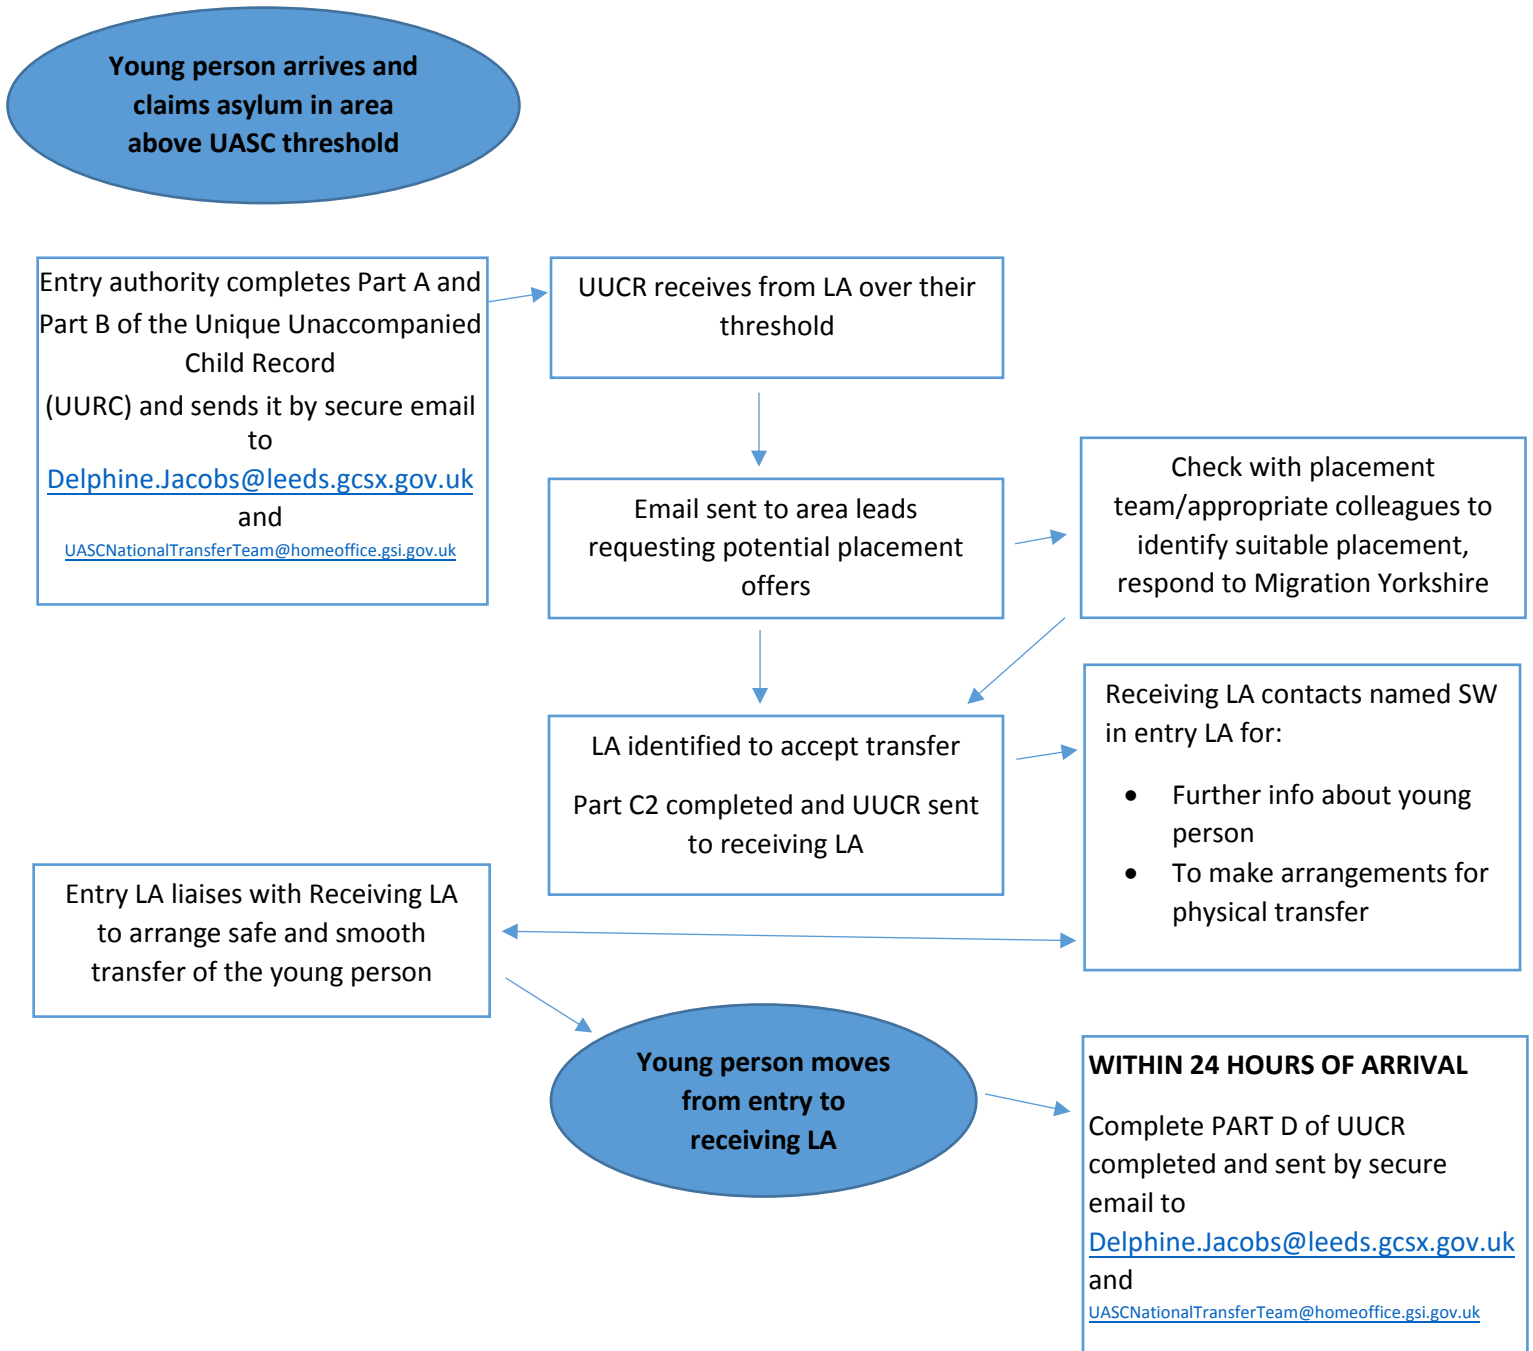 Young person arrives and
claims asylum in area
above UASC threshold
Entry authority completes Part A and
Part B of the Unique Unaccompanied
Child Record
(UURC) and sends it by secure email
to
Delphine.Jacobs@leeds.gcsx.gov.uk
and
UASCNationalTransferTeam@homeoffice.gsi.gov.uk
UUCR receives from LA over their
threshold
Email sent to area leads
requesting potential placement
offers
Check with placement
team/appropriate colleagues to
identify suitable placement,
respond to Migration Yorkshire
LA identified to accept transfer
Part C2 completed and UUCR sent
to receiving LA
Receiving LA contacts named SW
in entry LA for:
• Further info about young
person
• To make arrangements for
physical transfer
Entry LA liaises with Receiving LA
to arrange safe and smooth
transfer of the young person
Young person moves
from entry to
receiving LA
WITHIN 24 HOURS OF ARRIVAL
Complete PART D of UUCR
completed and sent by secure
email to
Delphine.Jacobs@leeds.gcsx.gov.uk
and
UASCNationalTransferTeam@homeoffice.gsi.gov.uk